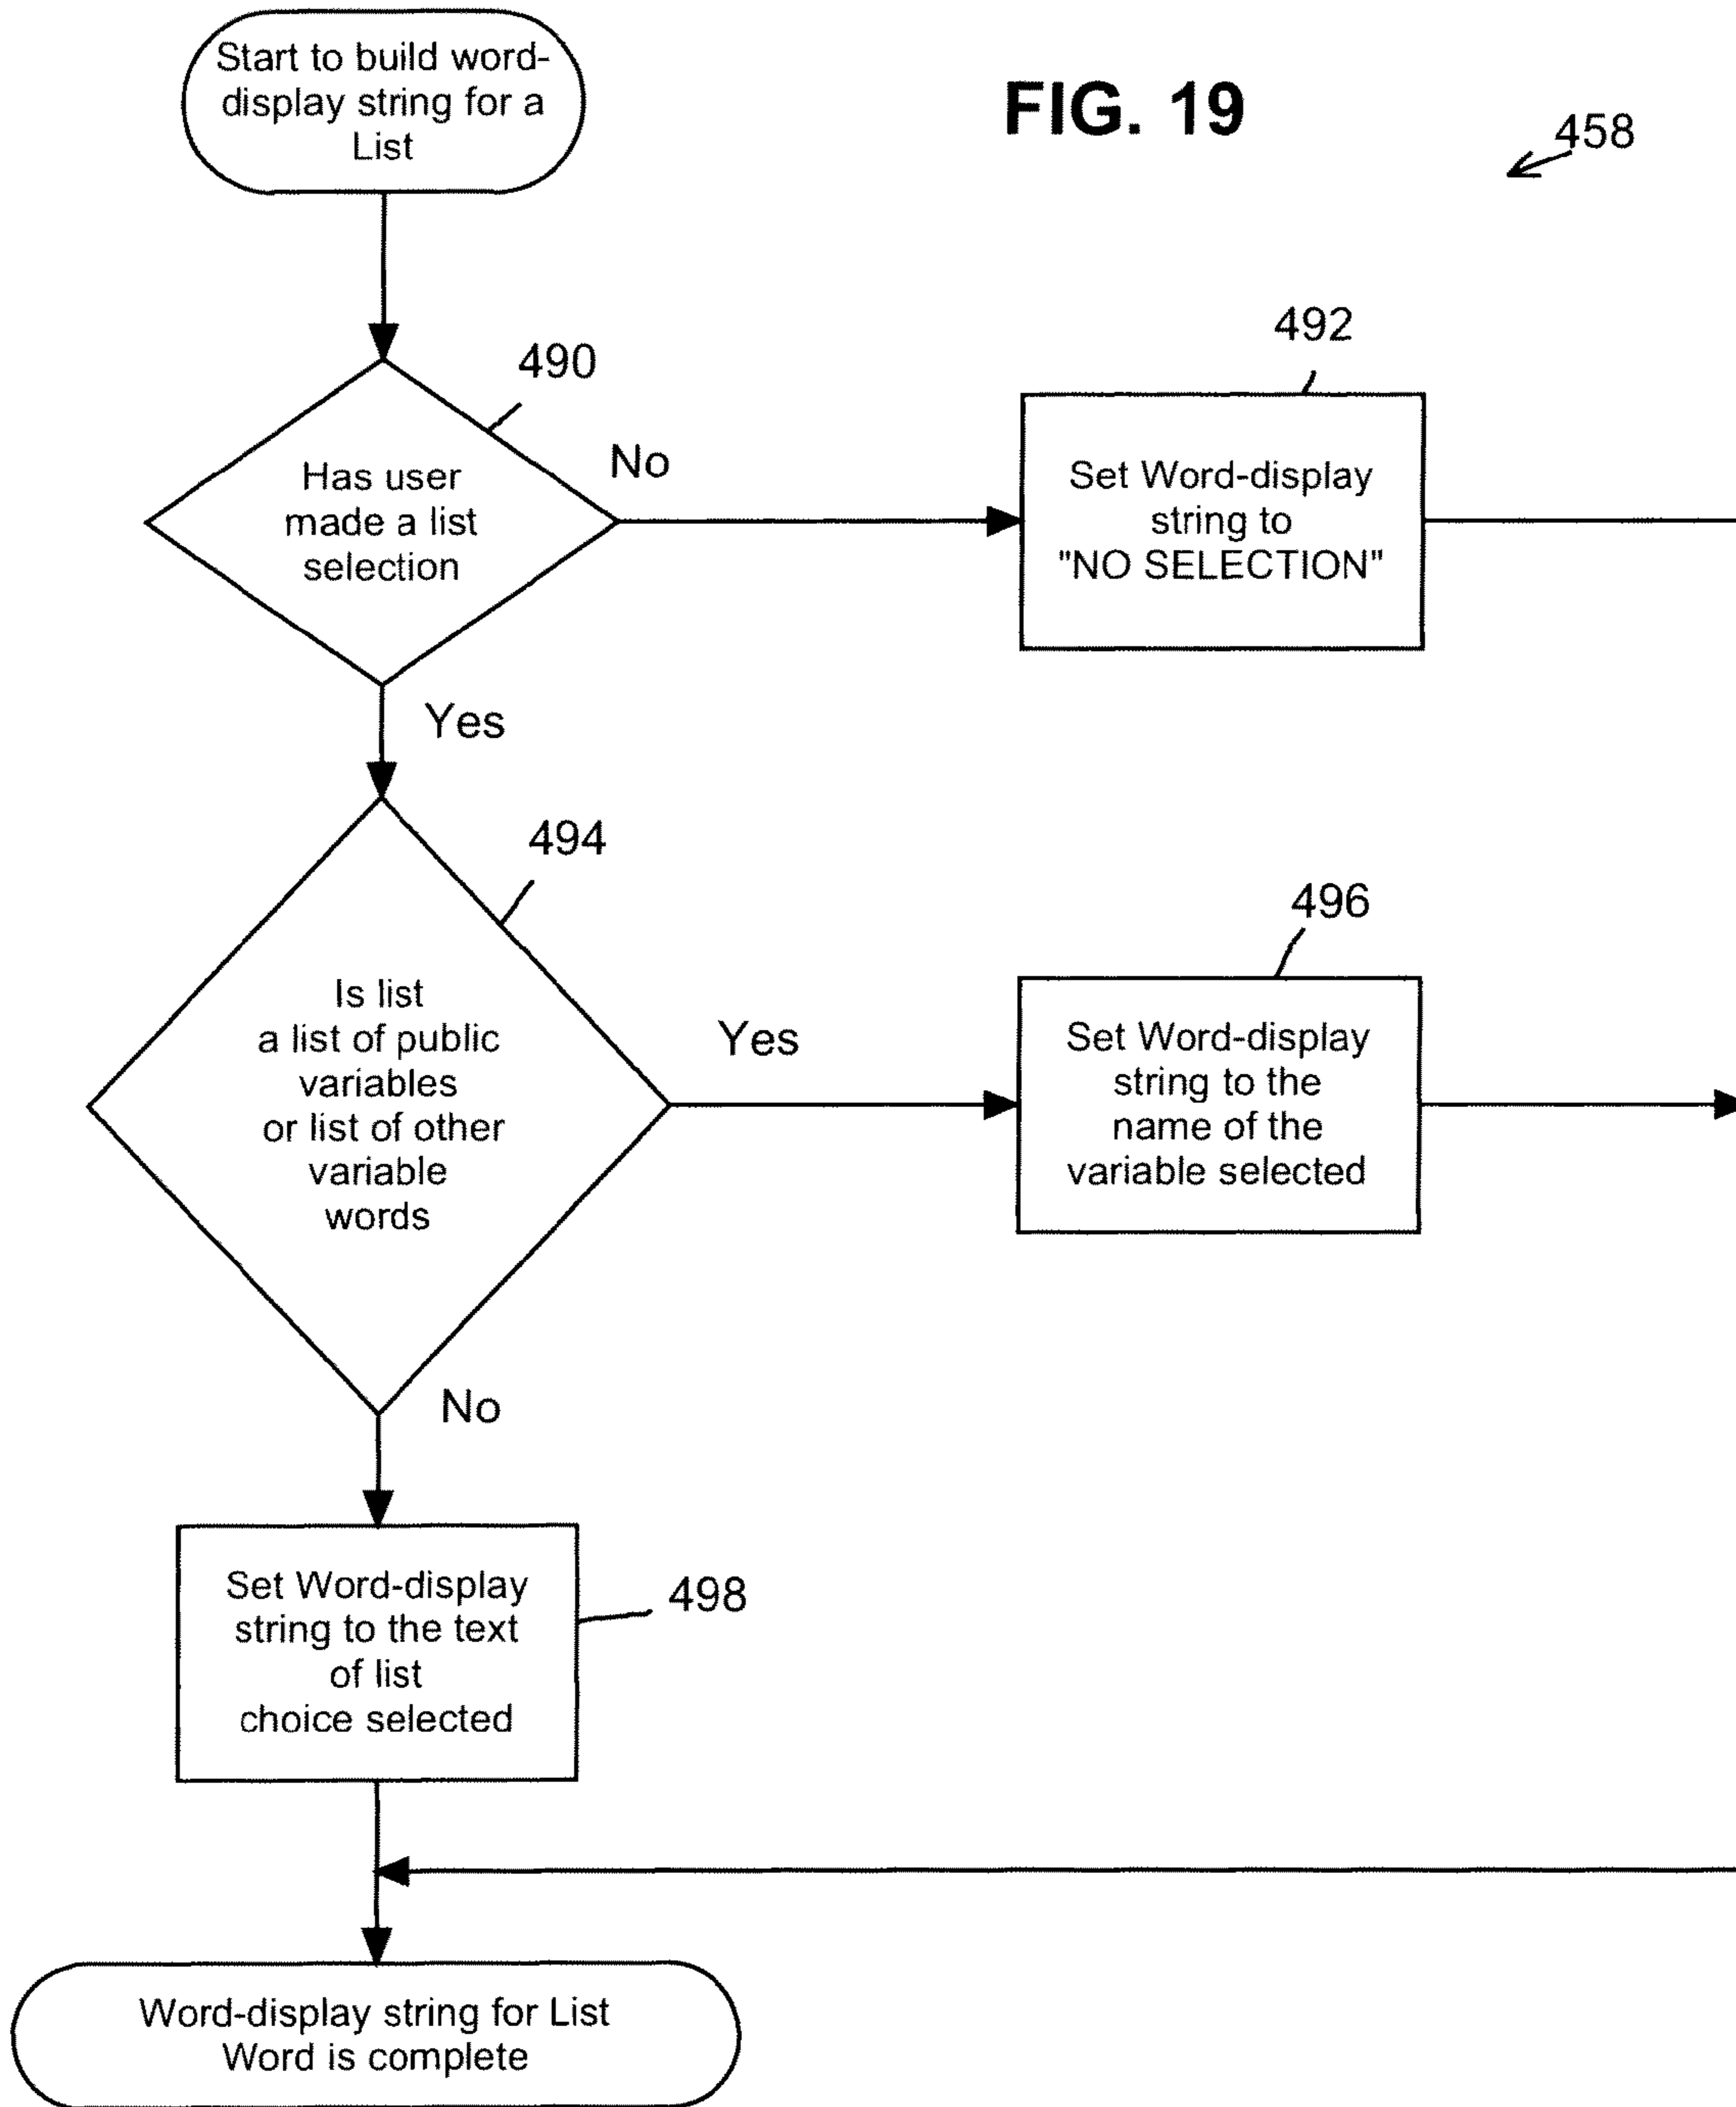 Start to build word-
display string for a
List
FIG. 19
458
490
Has user
made a list
selection
No
492
Set Word-display
string to
"NO SELECTION"
Yes
494
Is list
a list of public
variables
or list of other
variable
words
Yes
496
Set Word-display
string to the
name of the
variable selected
No
Set Word-display
string to the text
of list
choice selected
498
Word-display string for List
Word is complete